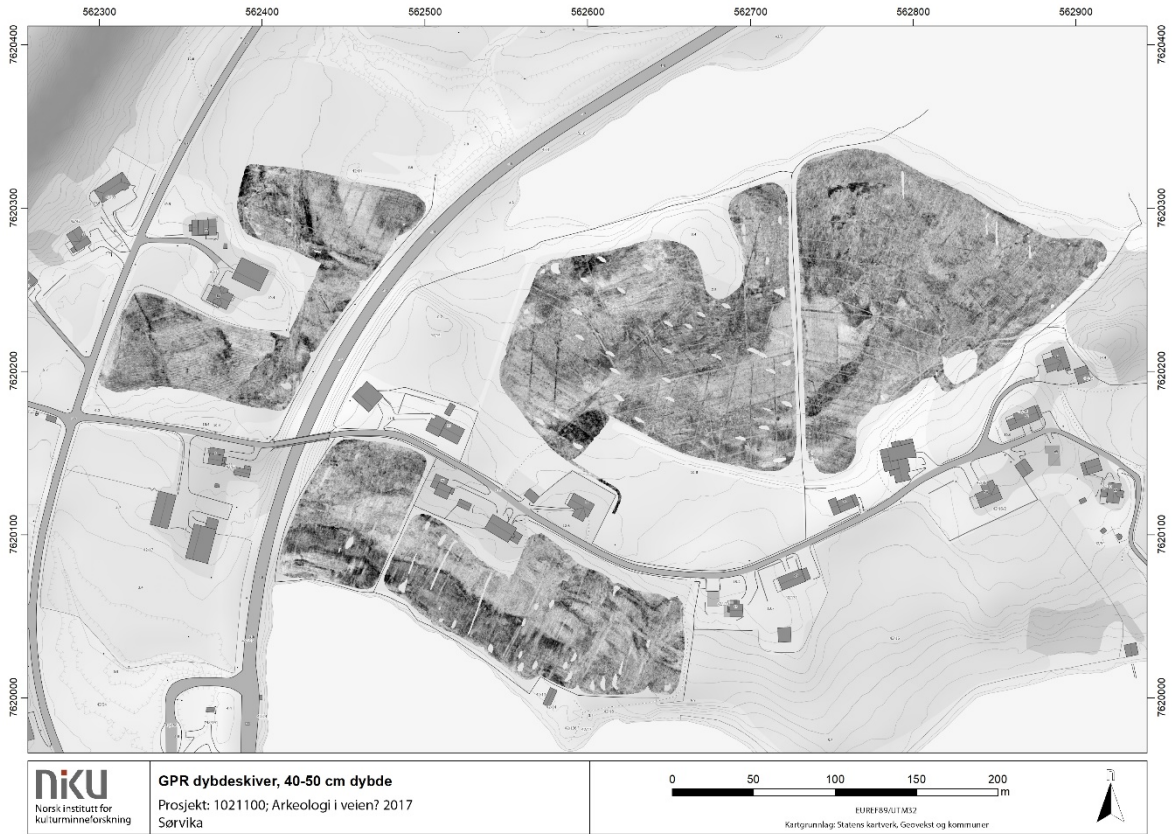 562300 562400 562500 562600 562700 562800 562900
7620400 7620400
7620300 7620300
7620200 7620200
7620100 7620100
7620000 7620000
niku
Norsk institutt for
kulturminneforskning
GPR dybdeskiver, 40-50 cm dybde
Prosjekt: 1021100; Arkeologi i veien? 2017
Sørvika
0 50 100 150 200
m
EUREF89/UTM32
Kartgrunnlag: Statens kartverk, Geovekst og kommuner